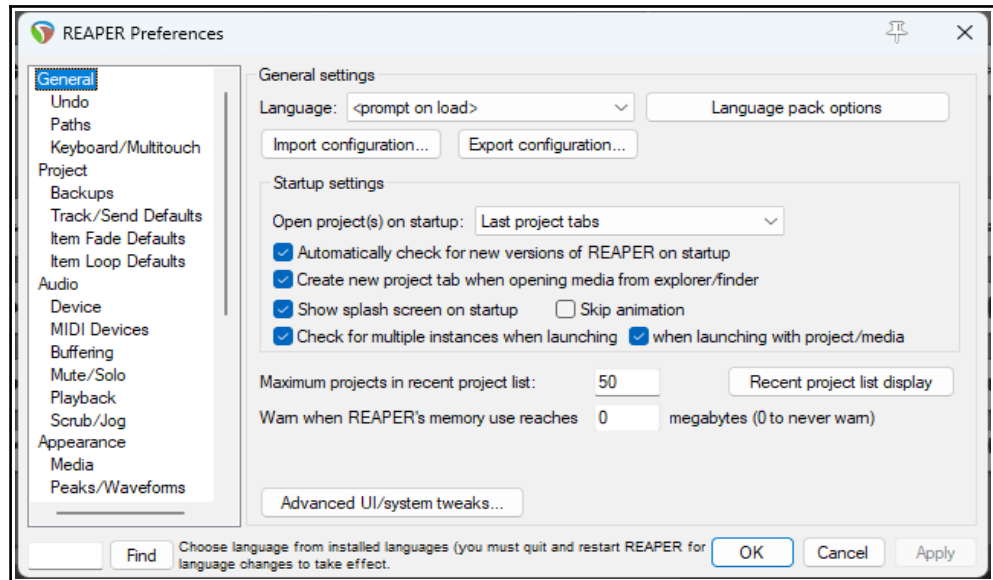 REAPER Preferences
General
Undo
Paths
Keyboard/Multitouch
Project
Backups
Track/Send Defaults
Item Fade Defaults
Item Loop Defaults
Audio
Device
MIDI Devices
Buffering
Mute/Solo
Playback
Scrub/Jog
Appearance
Media
Peaks/Waveforms
General settings
Language: <prompt on load> Language pack options
Import configuration... Export configuration...
Startup settings
Open project(s) on startup: Last project tabs
Automatically check for new versions of REAPER on startup
Create new project tab when opening media from explorer/finder
Show splash screen on startup Skip animation
Check for multiple instances when launching when launching with project/media
Maximum projects in recent project list: 50 Recent project list display
Warn when REAPER's memory use reaches 0 megabytes (0 to never warn)
Advanced UI/system tweaks...
Find
Choose language from installed languages (you must quit and restart REAPER for
language changes to take effect.
OK Cancel Apply